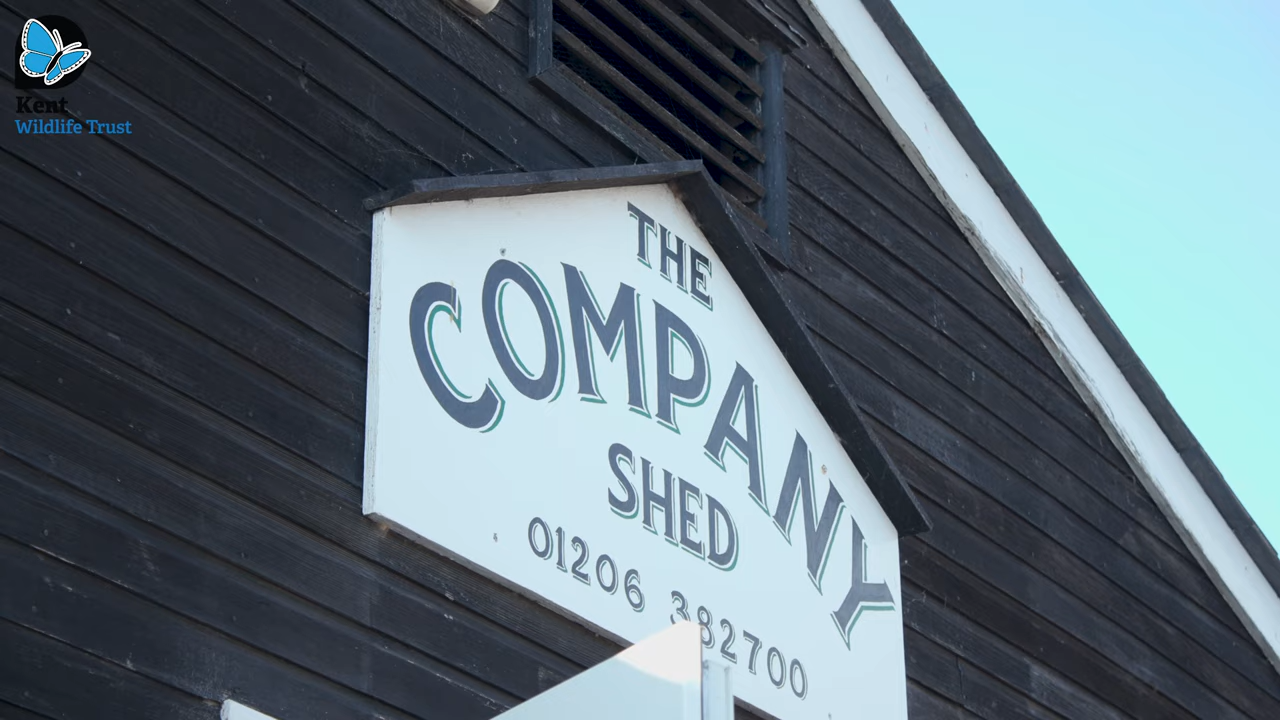 Kent
Wildlife Trust
THE
COMPANY
SHED
01206 382700